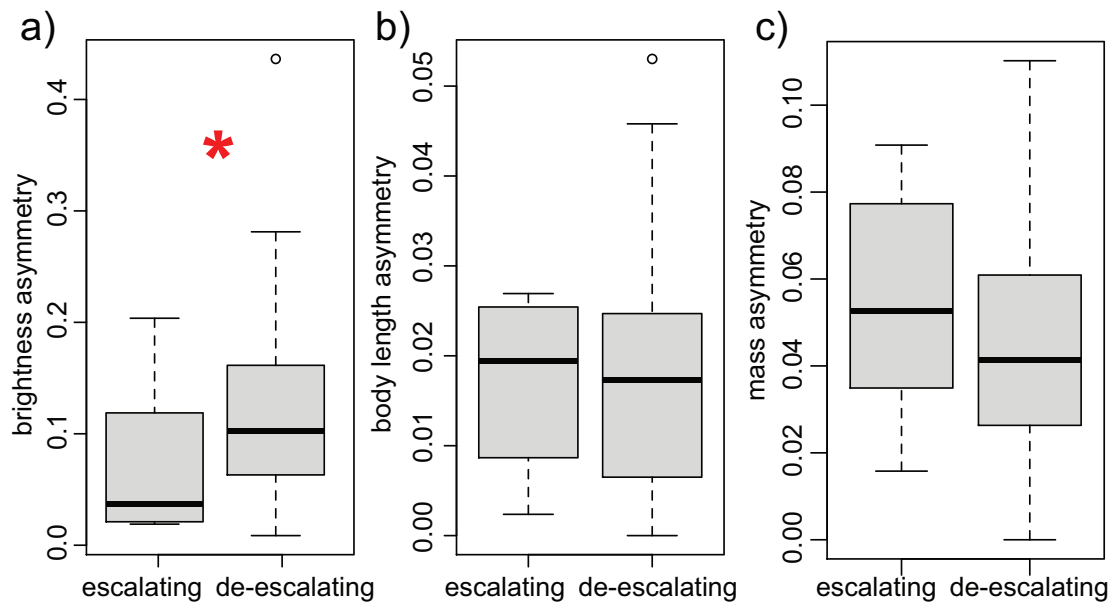 a)
brightness asymmetry
0.4
0.3
0.2
0.1
0.0
*
escalating de-escalating
b)
body length asymmetry
0.05
0.04
0.03
0.02
0.01
0.00
escalating de-escalating
c)
mass asymmetry
0.10
0.08
0.06
0.04
0.02
0.00
escalating de-escalating